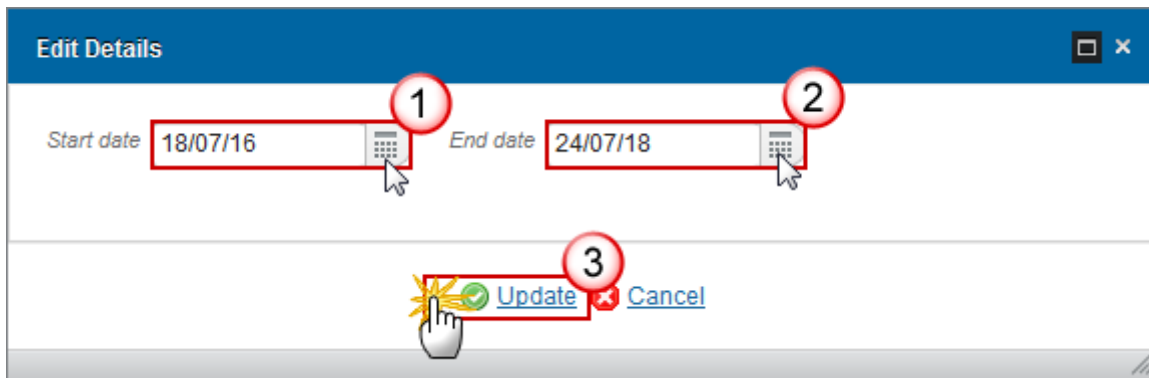 Edit Details
1
2
Start date 18/07/16 End date 24/07/18
3
Update Cancel